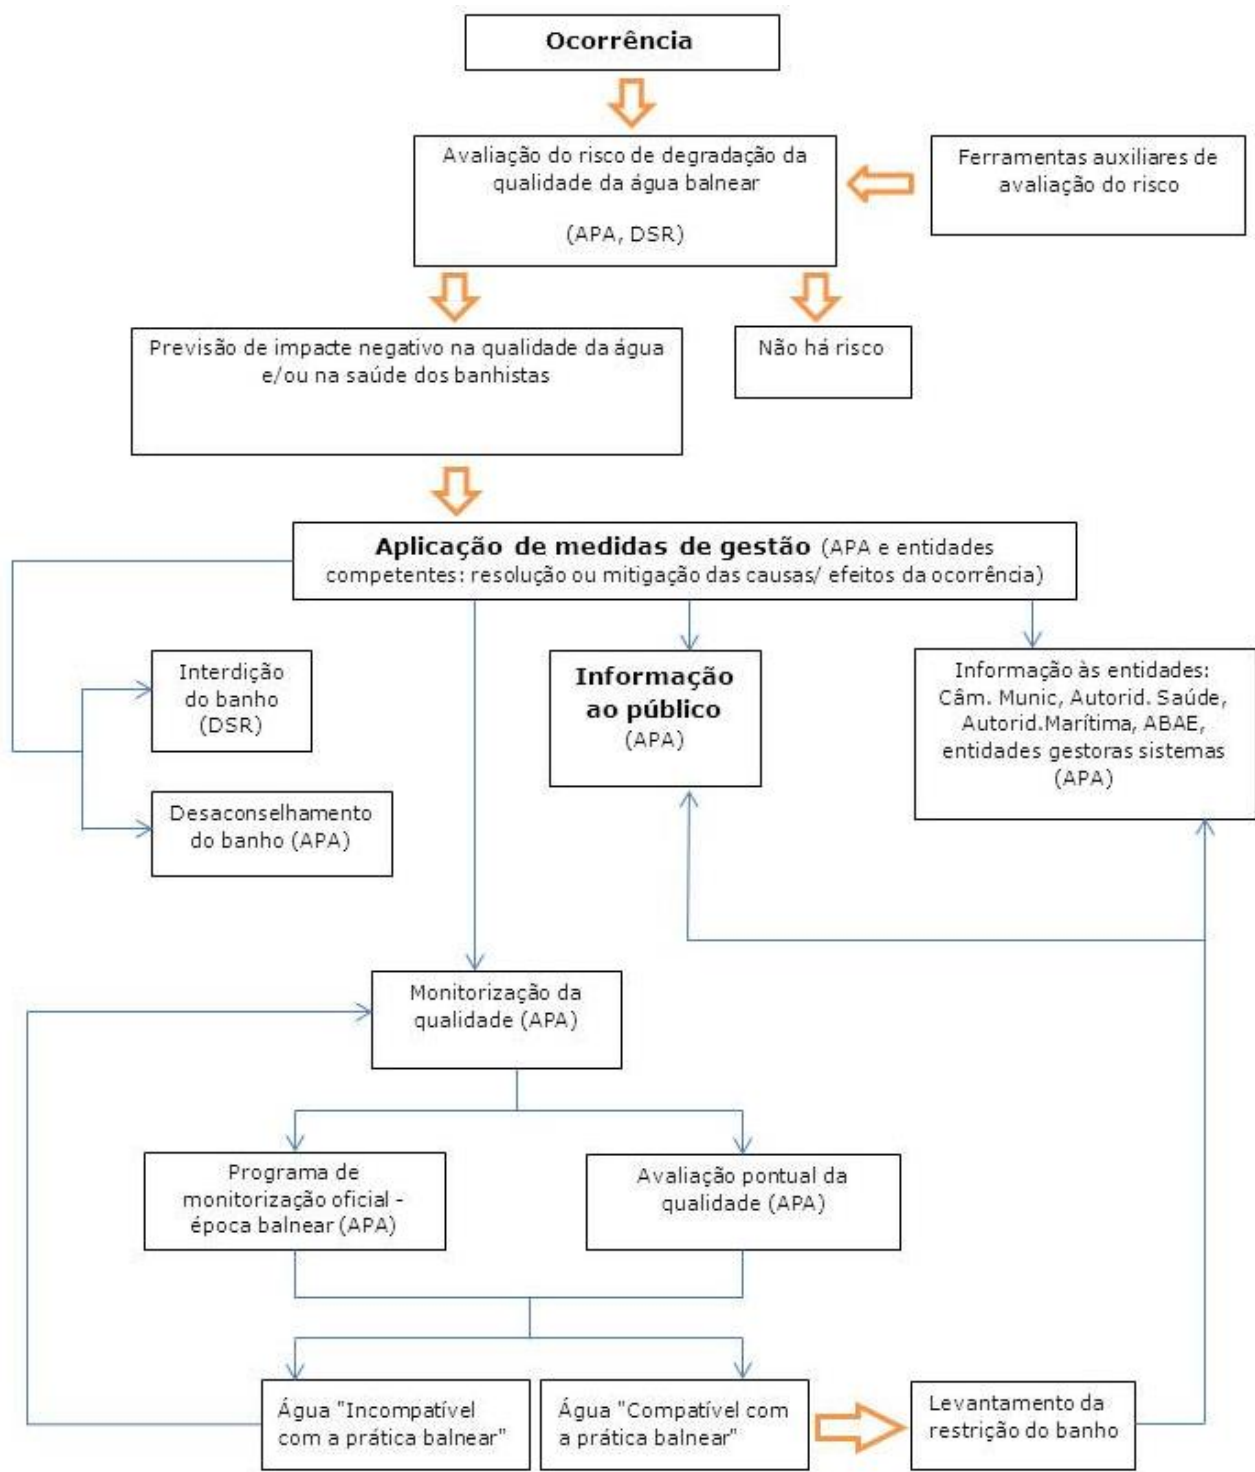 Ocorrência
Avaliação do risco de degradação da
qualidade da água balnear
(APA, DSR)
Ferramentas auxiliares de
avaliação do risco
Previsão de impacte negativo na qualidade da água
e/ou na saúde dos banhistas
Não há risco
Aplicação de medidas de gestão (APA e entidades
competentes: resolução ou mitigação das causas/ efeitos da ocorrência)
Interdição
do banho
(DSR)
Desaconselhamento
do banho (APA)
Informação
ao público
(APA)
Informação às entidades:
Câm. Munic, Autorid. Saúde,
Autorid.Marítima, ABAE,
entidades gestoras sistemas
(APA)
Monitorização da
qualidade (APA)
Programa de
monitorização oficial -
época balnear (APA)
Avaliação pontual da
qualidade (APA)
Água "Incompatível
com a prática balnear"
Água "Compatível com
a prática balnear"
Levantamento da
restrição do banho